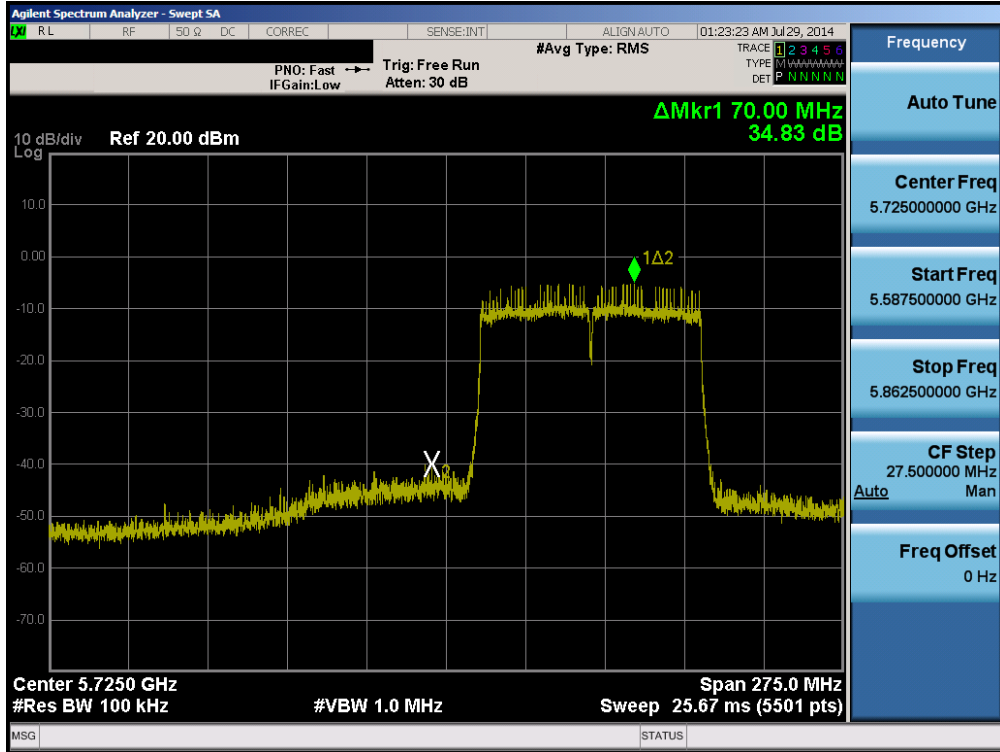 Agilent Spectrum Analyzer - Swept SA
LXI RL RF 50 Ω DC CORREC SENSE:INT ALIGN AUTO 01:23:23 AM Jul 29, 2014
PNO: Fast
IFGain:Low
Trig: Free Run
Atten: 30 dB
#Avg Type: RMS
TRACE 1 2 3 4 5 6
TYPE M WWWWW
DET P N N N N N
ΔMkr1 70.00 MHz
34.83 dB
10 dB/div Ref 20.00 dBm
Log
10.0
0.00
-10.0
-20.0
-30.0
-40.0
-50.0
-60.0
-70.0
1Δ2
X2
Center 5.7250 GHz Span 275.0 MHz
#Res BW 100 kHz #VBW 1.0 MHz Sweep 25.67 ms (5501 pts)
MSG STATUS
Frequency
Auto Tune
Center Freq
5.725000000 GHz
Start Freq
5.587500000 GHz
Stop Freq
5.862500000 GHz
CF Step
27.500000 MHz
Auto Man
Freq Offset
0 Hz